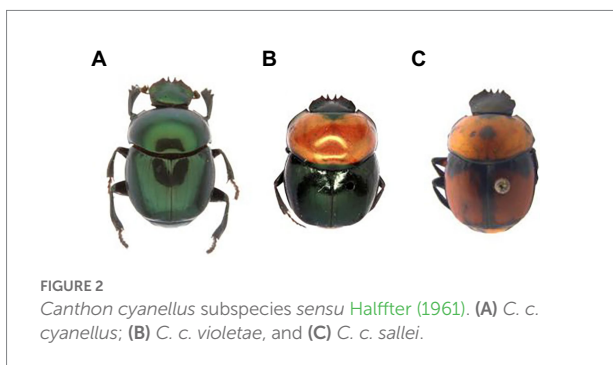 A B C
FIGURE 2
Canthon cyanellus subspecies sensu Halffter (1961). (A) C. c.
cyanellus; (B) C. c. violetae, and (C) C. c. sallei.